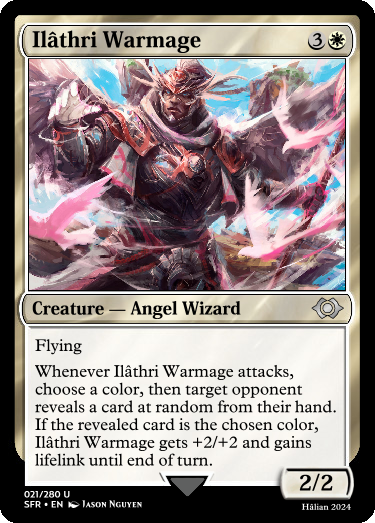 Ilâthri Warmage 3
Creature — Angel Wizard
Flying
Whenever Ilâthri Warmage attacks,
choose a color, then target opponent
reveals a card at random from their hand.
If the revealed card is the chosen color,
Ilâthri Warmage gets +2/+2 and gains
lifelink until end of turn.
2/2
021/280 U
SFR • EN Jason Nguyen
Hâlian 2024